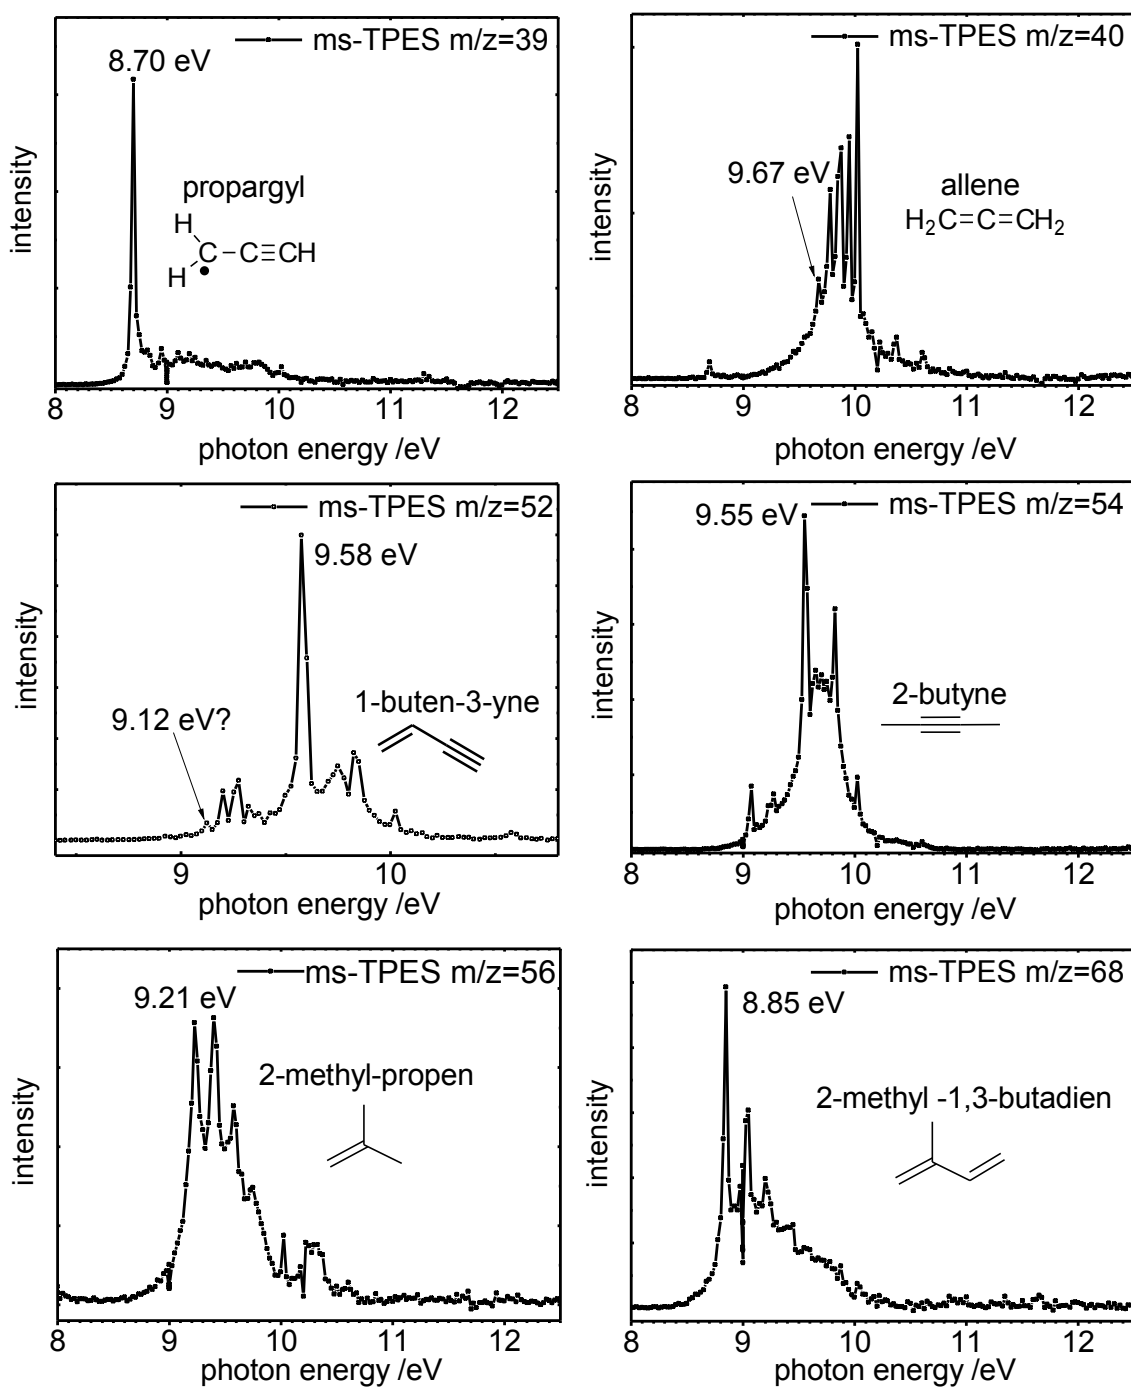 ms-TPES m/z=39
8.70 eV
propargyl
H
C C≡CH
H
intensity
8 9 10 11 12
photon energy /eV
ms-TPES m/z=40
9.67 eV
allene
H₂C=C=CH₂
intensity
8 9 10 11 12
photon energy /eV
ms-TPES m/z=52
9.58 eV
1-buten-3-yne
9.12 eV?
intensity
9 10
photon energy /eV
ms-TPES m/z=54
9.55 eV
2-butyne
intensity
8 9 10 11 12
photon energy /eV
ms-TPES m/z=56
9.21 eV
2-methyl-propen
intensity
8 9 10 11 12
photon energy /eV
ms-TPES m/z=68
8.85 eV
2-methyl -1,3-butadien
intensity
8 9 10 11 12
photon energy /eV